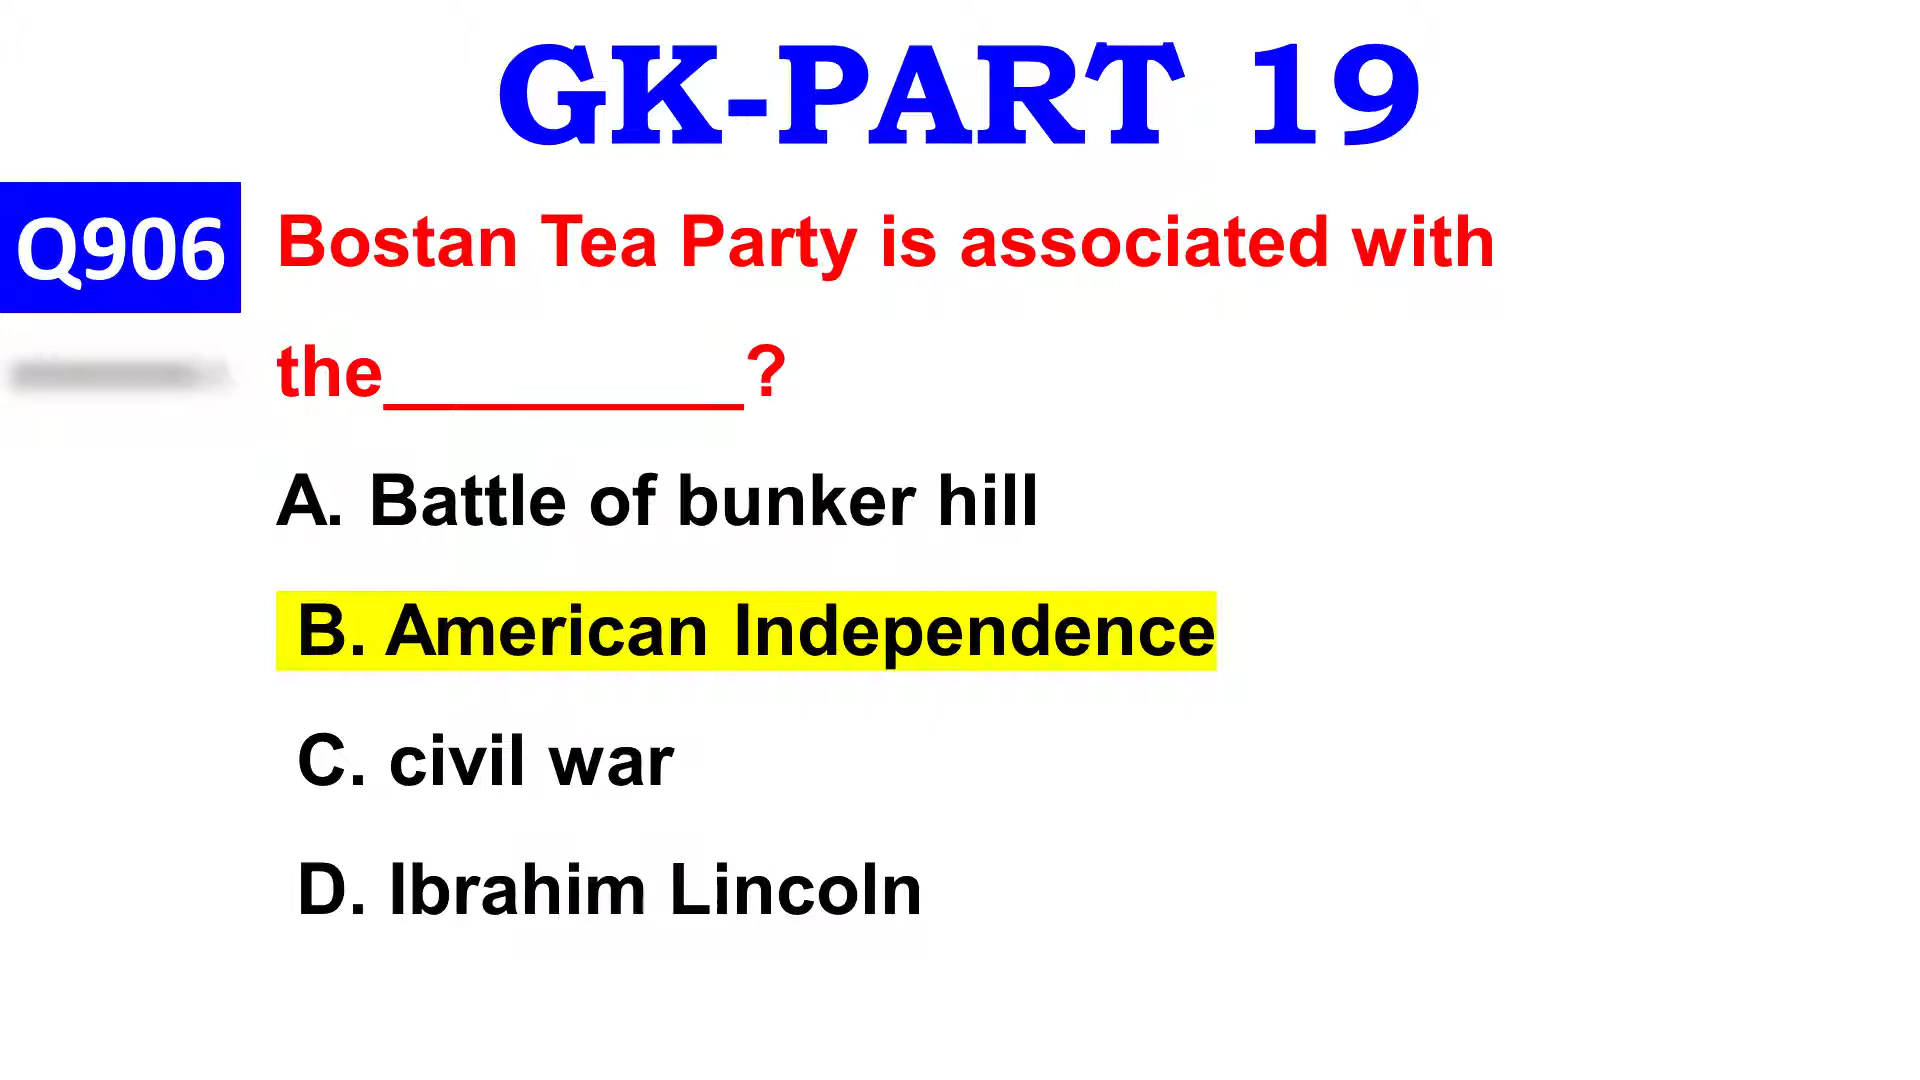 GK-PART 19
Q906
Bostan Tea Party is associated with
the__________?
A. Battle of bunker hill
B. American Independence
C. civil war
D. Ibrahim Lincoln